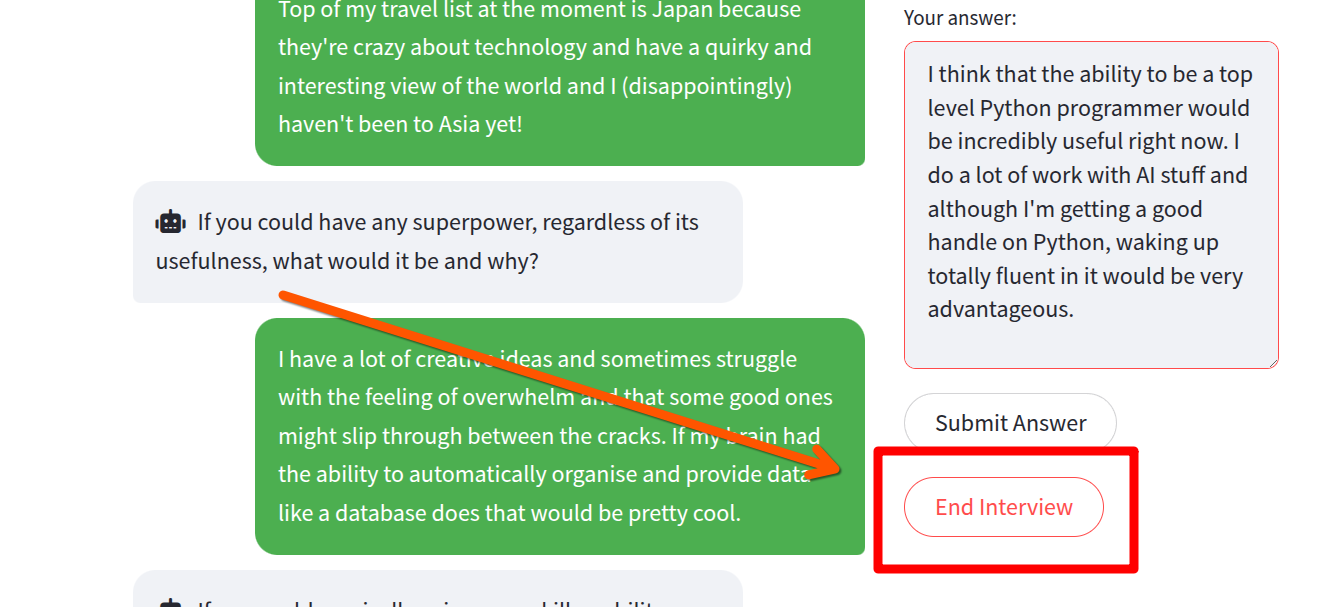 Top of my travel list at the moment is Japan because
they're crazy about technology and have a quirky and
interesting view of the world and I (disappointingly)
haven't been to Asia yet!
If you could have any superpower, regardless of its
usefulness, what would it be and why?
I have a lot of creative ideas and sometimes struggle
with the feeling of overwhelm and that some good ones
might slip through between the cracks. If my brain had
the ability to automatically organise and provide data
like a database does that would be pretty cool.
Your answer:
I think that the ability to be a top
level Python programmer would
be incredibly useful right now. I
do a lot of work with AI stuff and
although I'm getting a good
handle on Python, waking up
totally fluent in it would be very
advantageous.
Submit Answer
End Interview